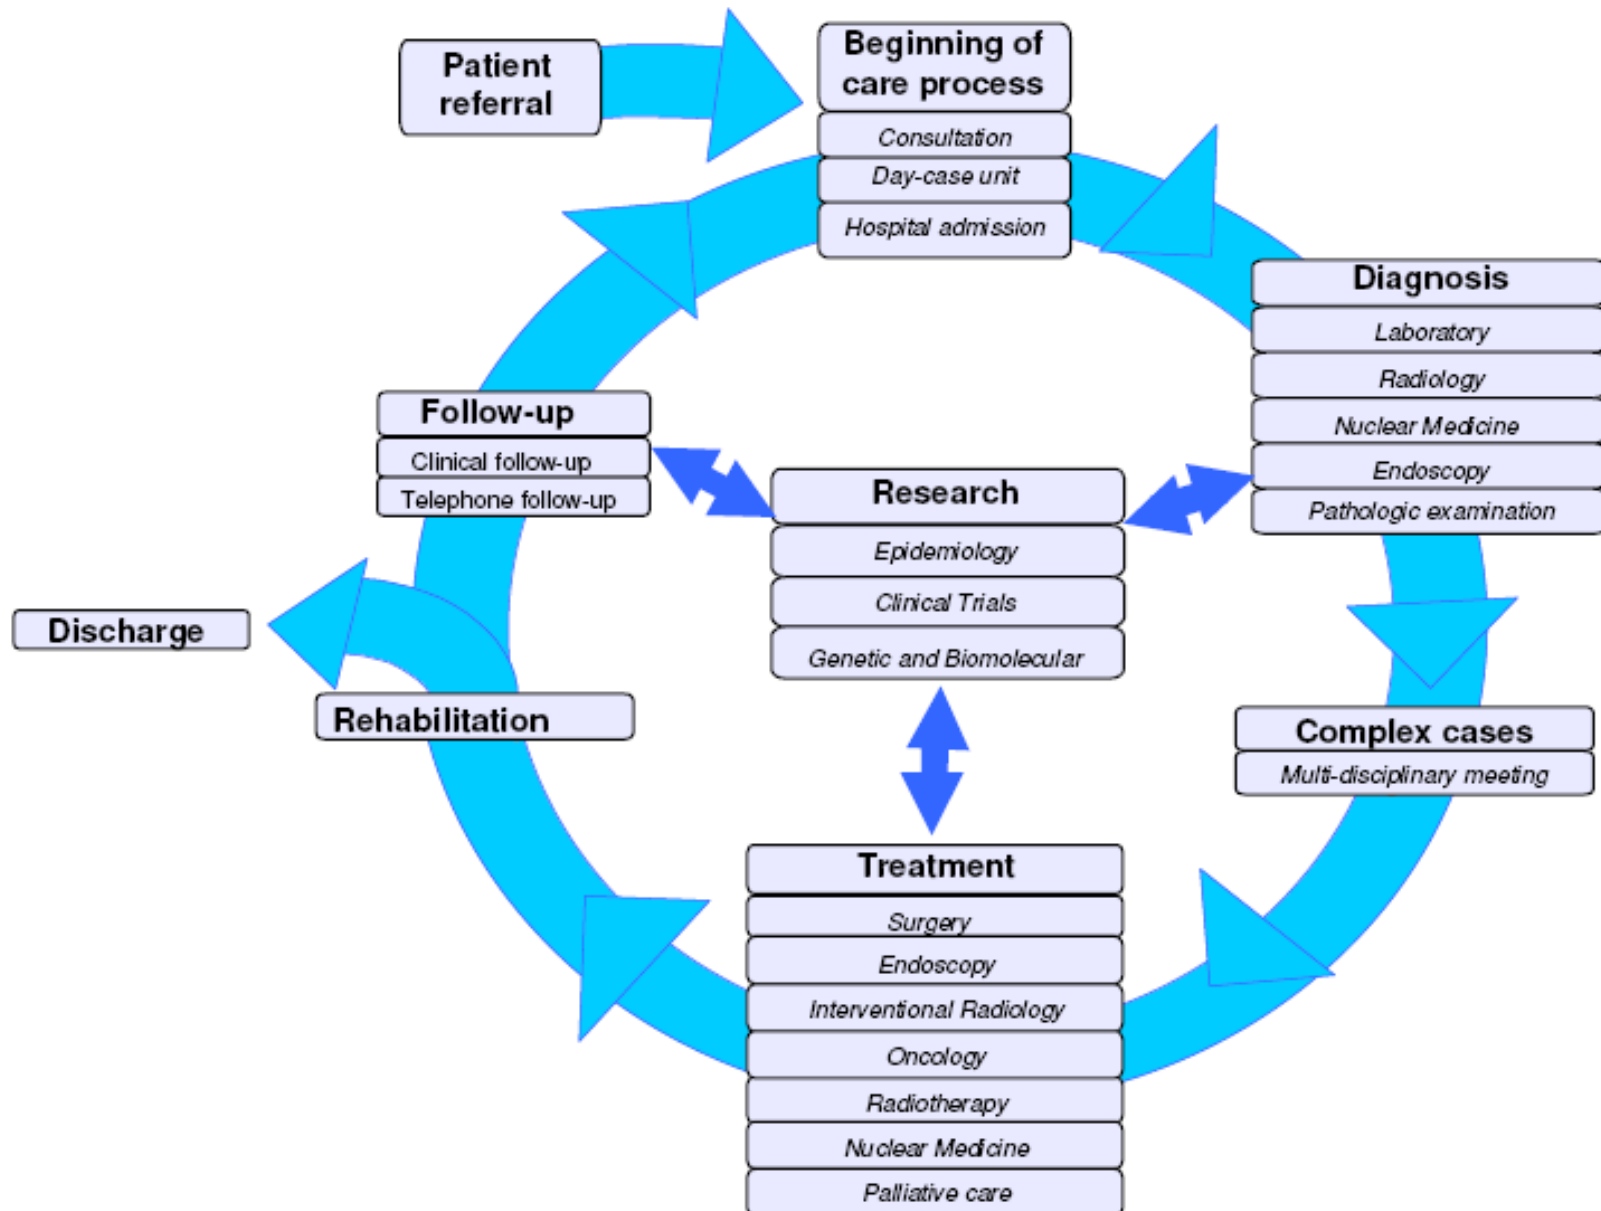 Patient
referral
Beginning of
care process
Consultation
Day-case unit
Hospital admission
Diagnosis
Laboratory
Radiology
Nuclear Medicine
Endoscopy
Pathologic examination
Follow-up
Clinical follow-up
Telephone follow-up
Research
Epidemiology
Clinical Trials
Genetic and Biomolecular
Discharge
Rehabilitation
Complex cases
Multi-disciplinary meeting
Treatment
Surgery
Endoscopy
Interventional Radiology
Oncology
Radiotherapy
Nuclear Medicine
Palliative care